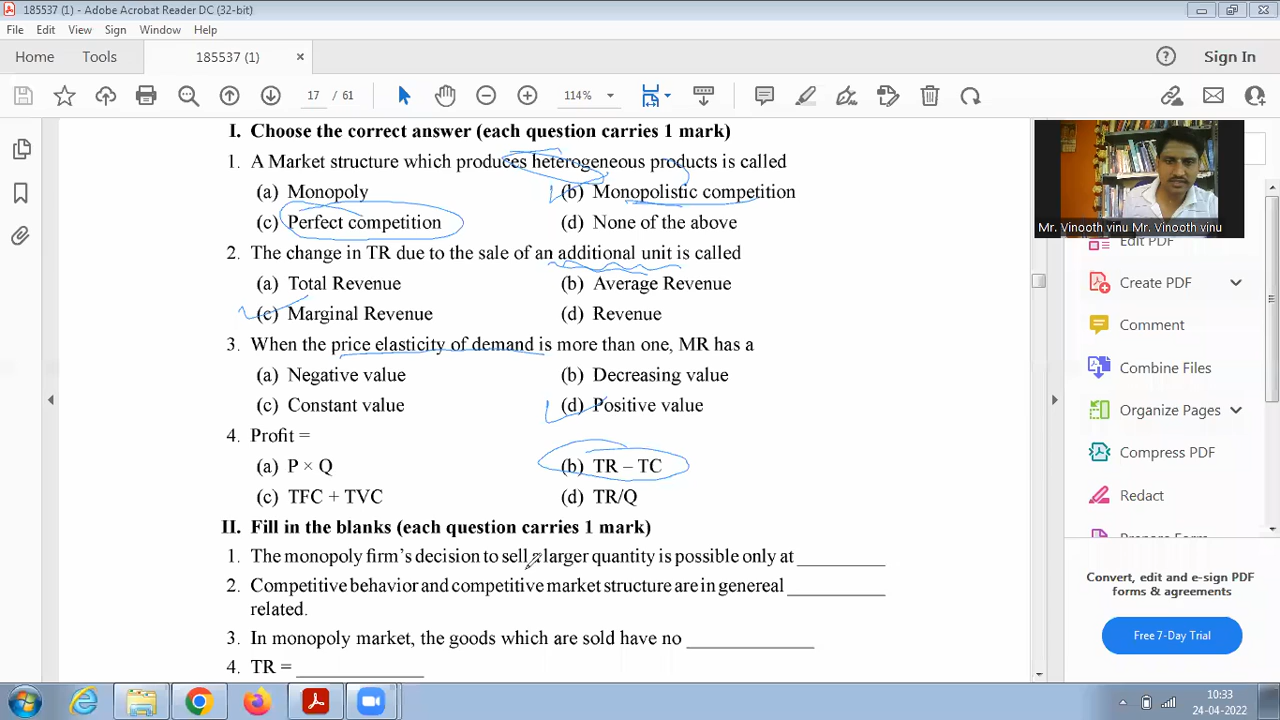 185537 (1) - Adobe Acrobat Reader DC (32-bit)
File Edit View Sign Window Help
Home Tools 185537 (1) × Sign In
17 / 61 114%
I. Choose the correct answer (each question carries 1 mark)
1. A Market structure which produces heterogeneous products is called
(a) Monopoly (b) Monopolistic competition
(c) Perfect competition (d) None of the above
2. The change in TR due to the sale of an additional unit is called
(a) Total Revenue (b) Average Revenue
(c) Marginal Revenue (d) Revenue
3. When the price elasticity of demand is more than one, MR has a
(a) Negative value (b) Decreasing value
(c) Constant value (d) Positive value
4. Profit =
(a) P × Q (b) TR – TC
(c) TFC + TVC (d) TR/Q
II. Fill in the blanks (each question carries 1 mark)
1. The monopoly firm's decision to sell larger quantity is possible only at ________
2. Competitive behavior and competitive market structure are in genereal ________
related.
3. In monopoly market, the goods which are sold have no ________
4. TR = ________
Mr. Vinooth vinu Mr. Vinooth vinu
Edit PDF
Create PDF
Comment
Combine Files
Organize Pages
Compress PDF
Redact
Convert, edit and e-sign PDF
forms & agreements
Free 7-Day Trial
10:33
24-04-2022